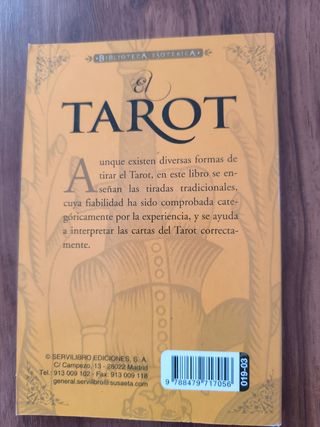 BIBLIOTECA ESOTERICA
El
TAROT
Aunque existen diversas formas de
tirar el Tarot, en este libro se en-
señan las tiradas tradicionales,
cuya fiabilidad ha sido comprobada cate-
góricamente por la experiencia, y se ayuda
a interpretar las cartas del Tarot correcta-
mente.
© SERVILIBRO EDICIONES, S. A.
C/ Campezo, 13 - 28022 Madrid
Tel. 913 009 102 - Fax 913 009 118
general.servilibro@susaeta.com
9 788479 717056
019-03